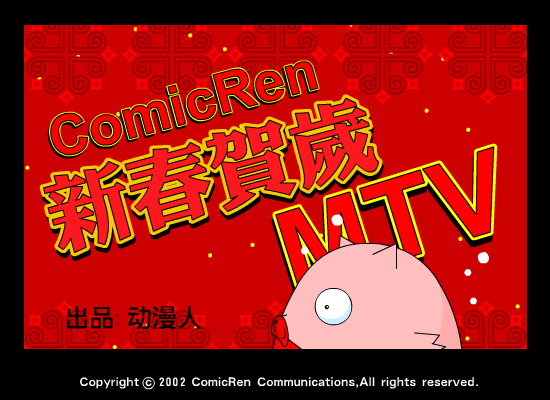 ComicRen
新春賀歲
MTV
出品: 动漫人
Copyright © 2002 ComicRen Communications,All rights reserved.